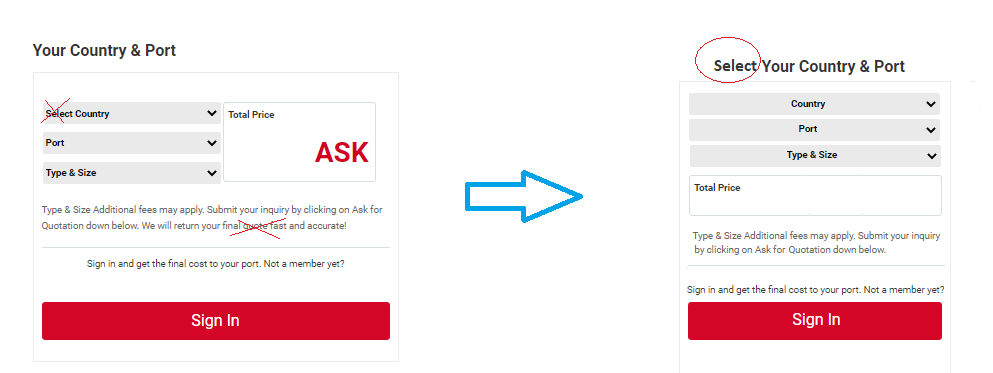 Your Country & Port
Select Country
Port
Type & Size
Total Price
ASK
Type & Size Additional fees may apply. Submit your inquiry by clicking on Ask for
Quotation down below. We will return your final quote fast and accurate!
Sign in and get the final cost to your port. Not a member yet?
Sign In
Select Your Country & Port
Country
Port
Type & Size
Total Price
Type & Size Additional fees may apply. Submit your inquiry
by clicking on Ask for Quotation down below.
Sign in and get the final cost to your port. Not a member yet?
Sign In